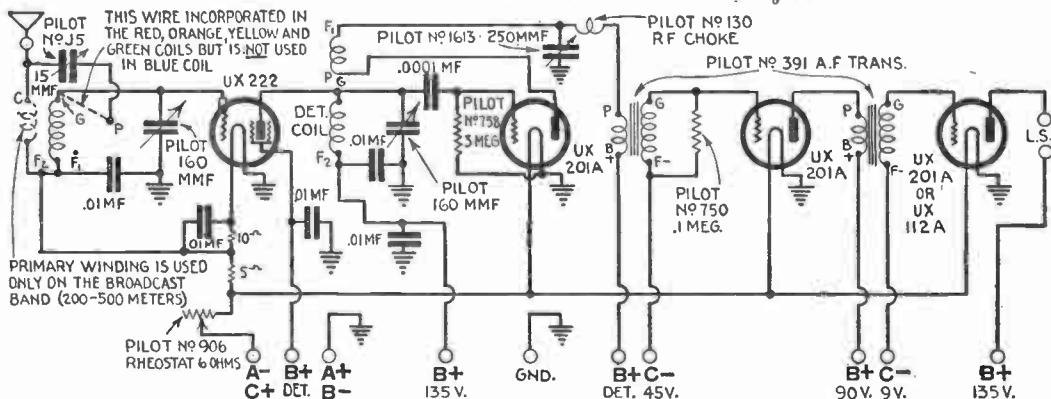 PILOT
Nº J5
15
MMF
THIS WIRE INCORPORATED IN
THE RED, ORANGE, YELLOW AND
GREEN COILS BUT IS NOT USED
IN BLUE COIL
UX 222
C
G
P
F2
F1
PILOT
160
MMF
.01MF
.01MF
10Ω
5Ω
PRIMARY WINDING IS USED
ONLY ON THE BROADCAST
BAND (200-500 METERS)
PILOT Nº 906
RHEOSTAT 6 OHMS
F1
P
G
DET.
COIL
F2
PILOT Nº 1613 - 250MMF
.0001 MF
.01MF
.01MF
.01MF
PILOT
160 MMF
PILOT
Nº 758
3 MEG.
UX
201A
PILOT Nº 130
RF CHOKE
PILOT Nº 391 A.F TRANS.
P
B
+
G
F-
PILOT
Nº 750
.1 MEG.
UX
201A
P
B
+
G
F-
UX
201A
OR
UX
112A
L.S.
A-
C+
B+
DET.
A+
B-
B+
135 V.
GND.
B+
DET.
C-
45V.
B+
90 V.
C-
9V.
B+
135 V.